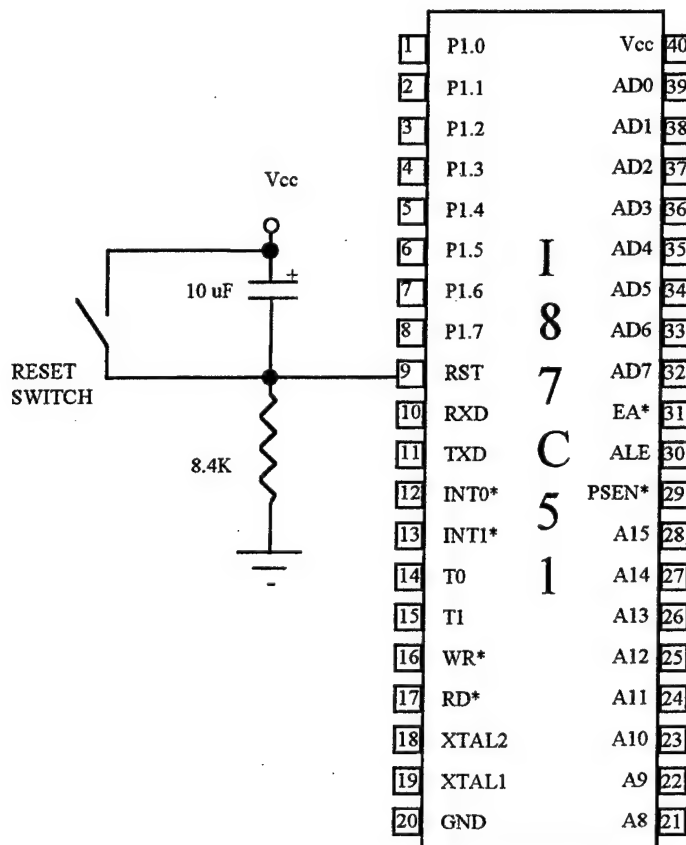 1 P1.0 Vcc 40
2 P1.1 AD0 39
3 P1.2 AD1 38
4 P1.3 AD2 37
5 P1.4 AD3 36
6 P1.5 AD4 35
7 P1.6 AD5 34
8 P1.7 AD6 33
9 RST AD7 32
10 RXD EA* 31
11 TXD ALE 30
12 INT0* PSEN* 29
13 INT1* A15 28
14 T0 A14 27
15 T1 A13 26
16 WR* A12 25
17 RD* A11 24
18 XTAL2 A10 23
19 XTAL1 A9 22
20 GND A8 21
I
8
7
C
5
1
Vcc
+
10 uF
RESET
SWITCH
8.4K